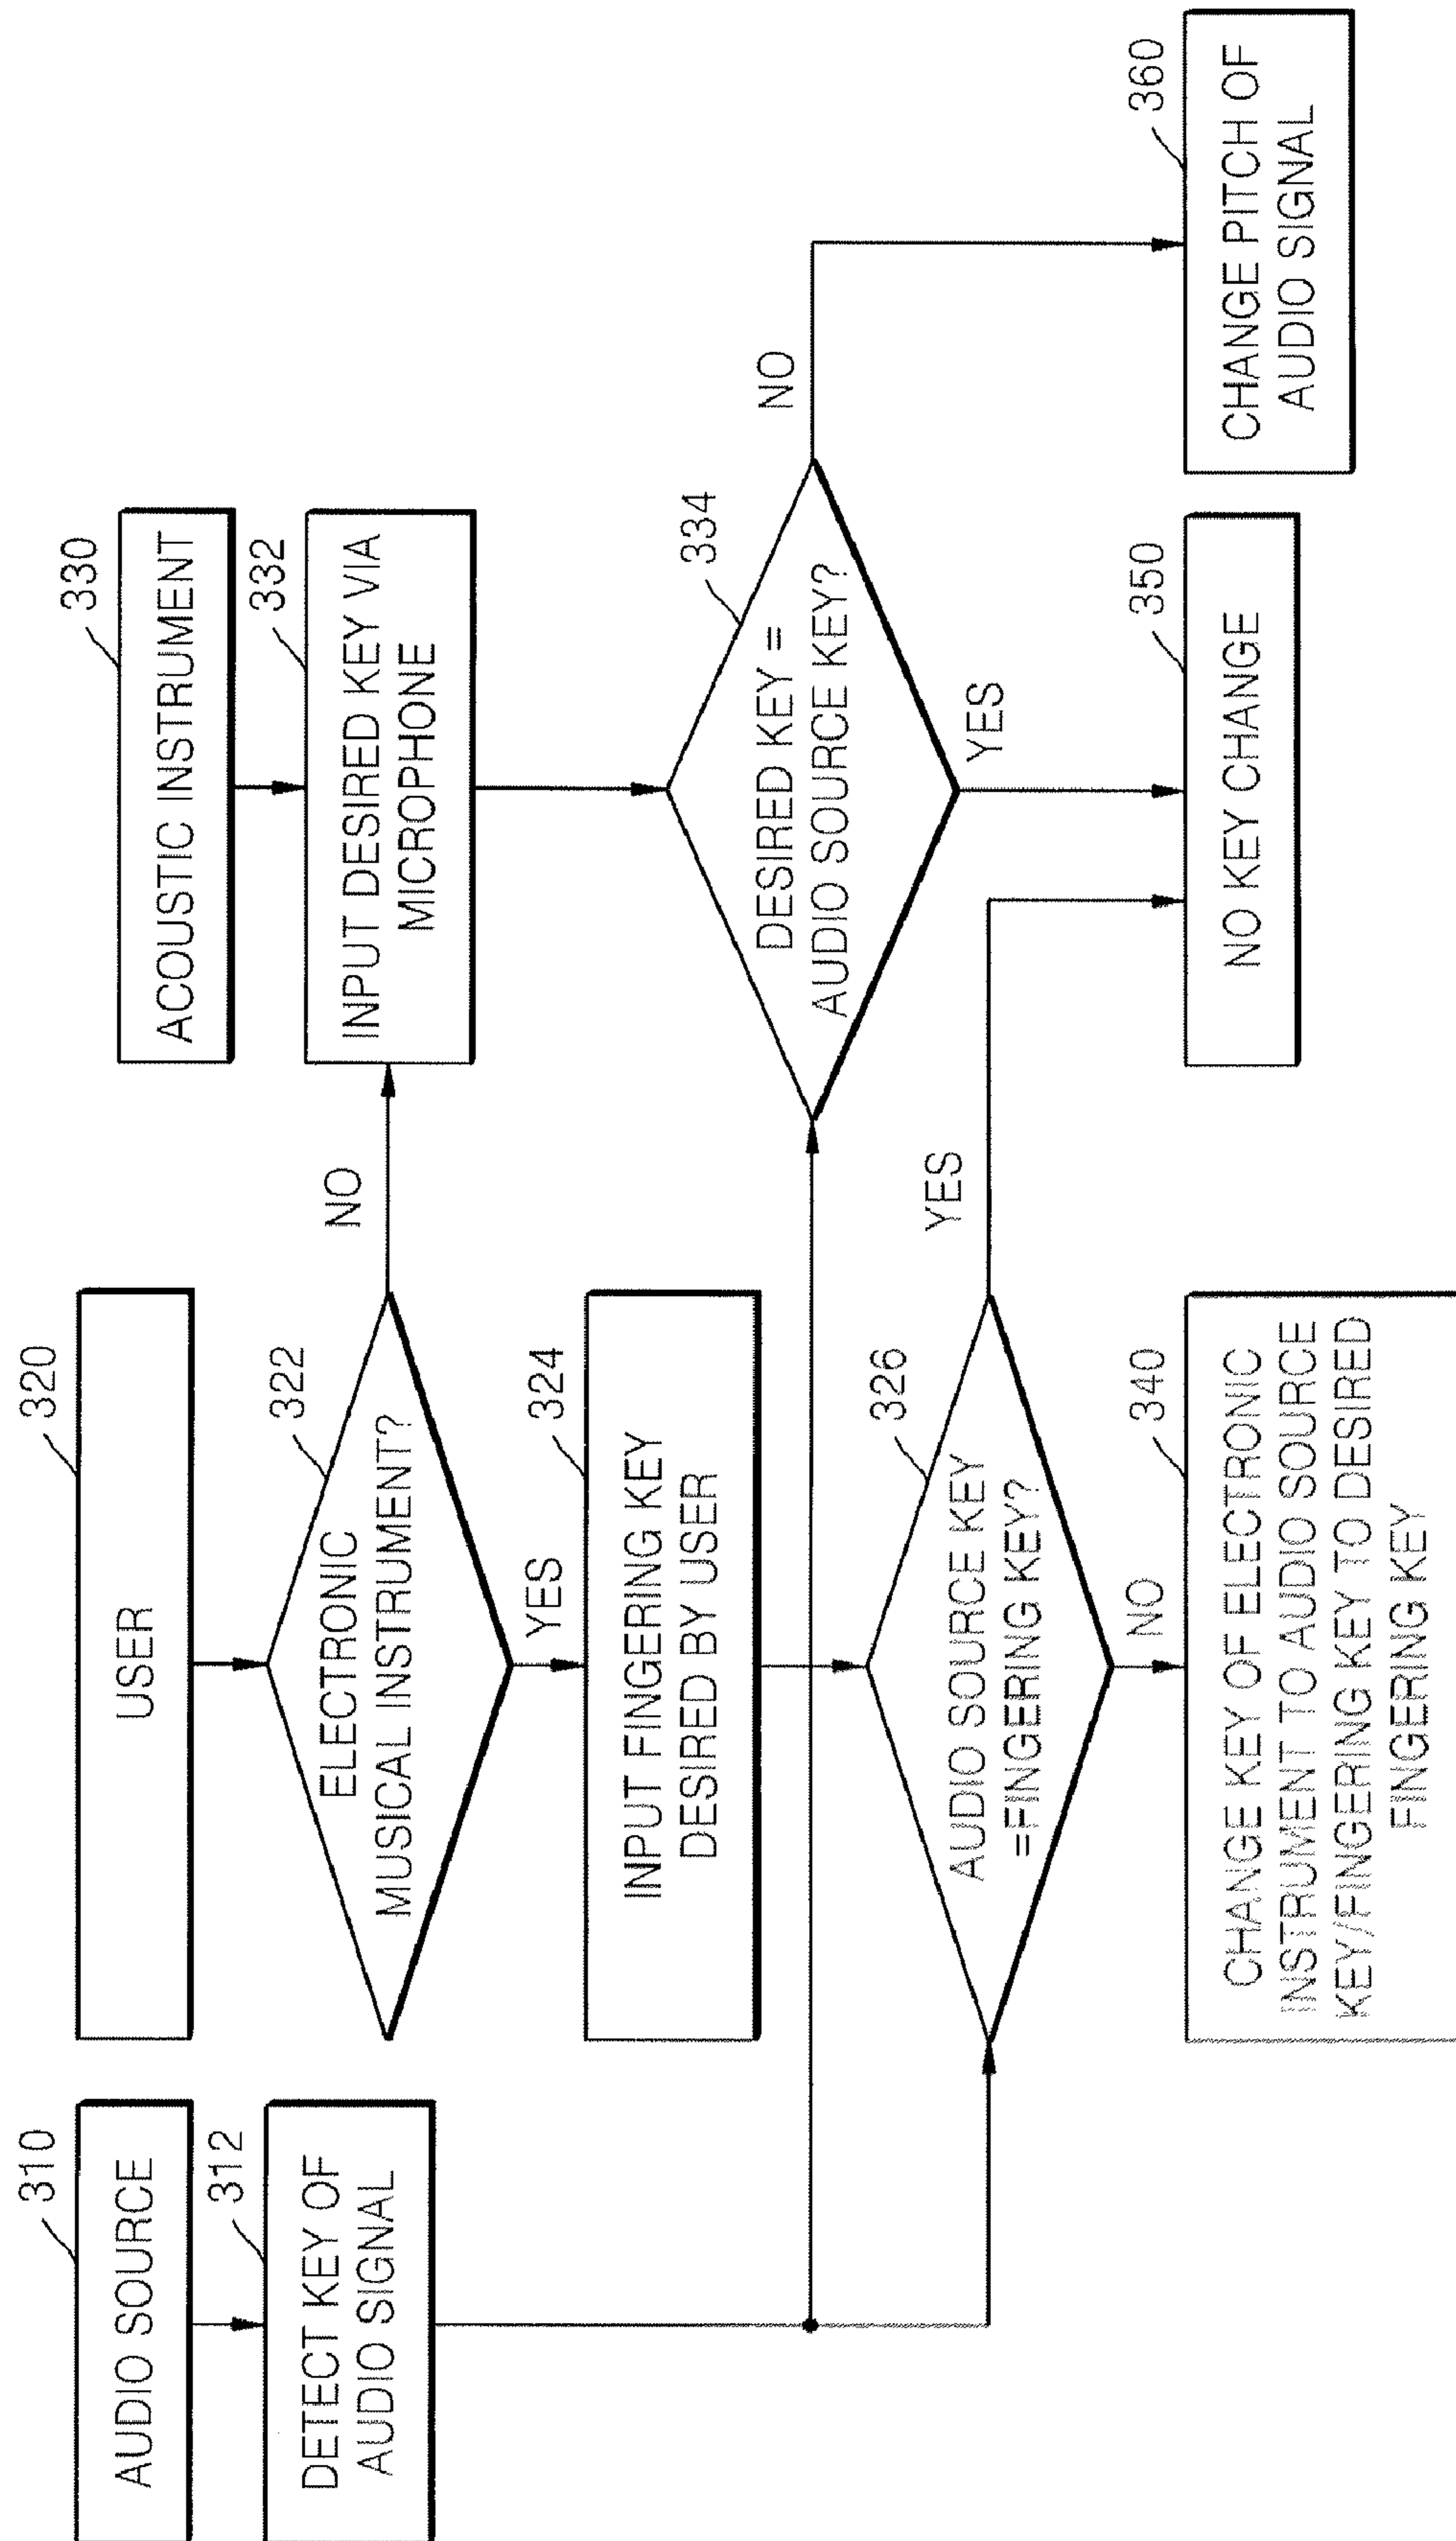 310
AUDIO SOURCE
312
DETECT KEY OF
AUDIO SIGNAL
320
USER
322
ELECTRONIC
MUSICAL INSTRUMENT?
NO
YES
324
INPUT FINGERING KEY
DESIRED BY USER
326
AUDIO SOURCE KEY
=FINGERING KEY?
YES
NO
340
CHANGE KEY OF ELECTRONIC
INSTRUMENT TO AUDIO SOURCE
KEY/FINGERING KEY TO DESIRED
FINGERING KEY
330
ACOUSTIC INSTRUMENT
332
INPUT DESIRED KEY VIA
MICROPHONE
334
DESIRED KEY =
AUDIO SOURCE KEY?
NO
YES
350
NO KEY CHANGE
360
CHANGE PITCH OF
AUDIO SIGNAL